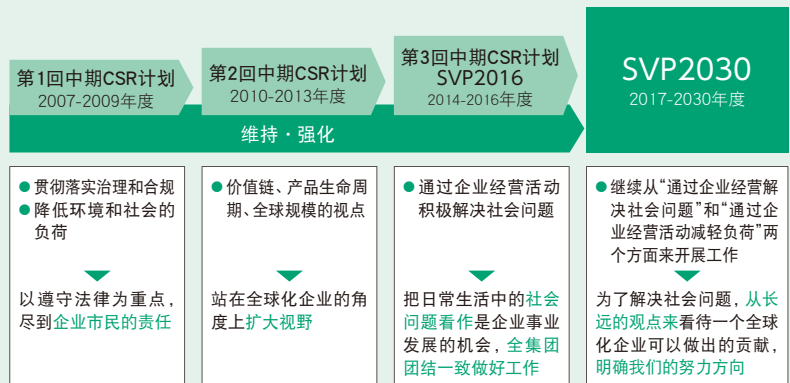 第1回中期CSR计划
2007-2009年度
第2回中期CSR计划
2010-2013年度
第3回中期CSR计划
SVP2016
2014-2016年度
SVP2030
2017-2030年度
维持·强化
●贯彻落实治理和合规
●降低环境和社会的
负荷
以遵守法律为重点，
尽到企业市民的责任
●价值链、产品生命周
期、全球规模的视点
站在全球化企业的角
度上扩大视野
●通过企业经营活动
积极解决社会问题
把日常生活中的社会
问题看作是企业事业
发展的机会，全集团
团结一致做好工作
●继续从“通过企业经营解
决社会问题”和“通过企
业经营活动减轻负荷”两
个方面来开展工作
为了解决社会问题，从长
远的观点来看待一个全球
化企业可以做出的贡献，
明确我们的努力方向